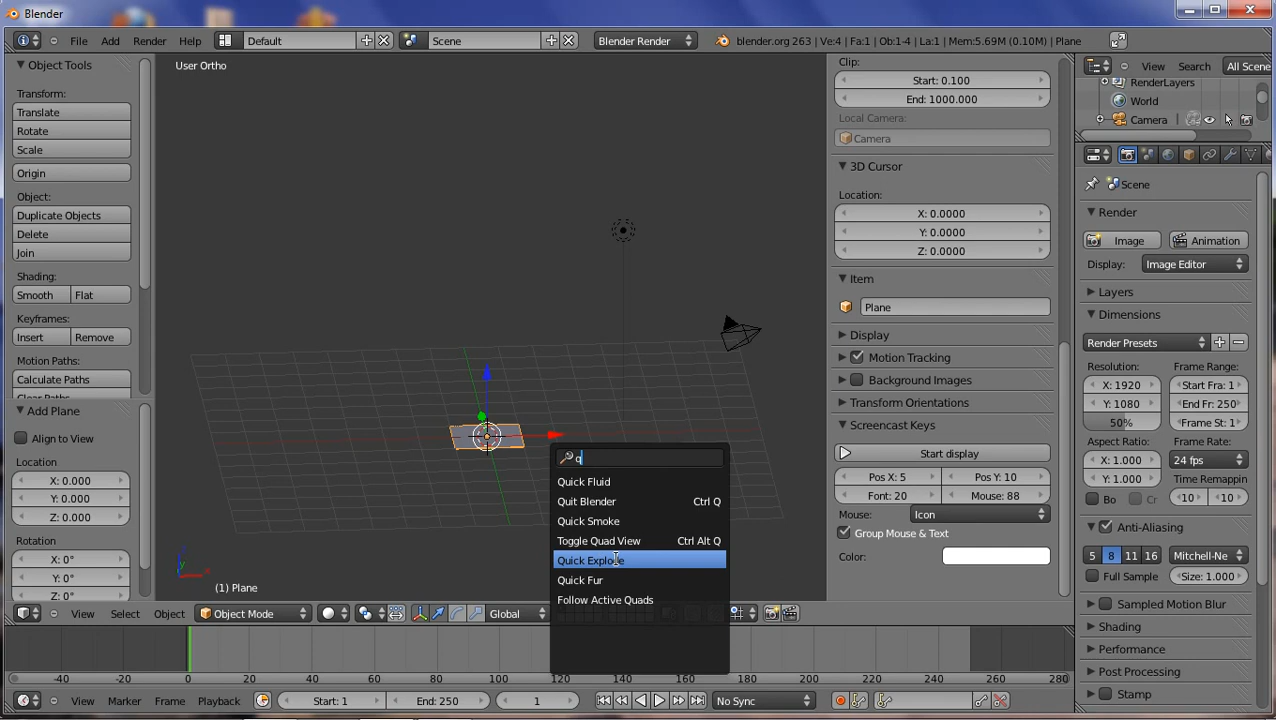 Blender
File Add Render Help Default Scene Blender Render blender.org 263 | Ve:4 | Fa:1 | Ob:1-4 | La:1 | Mem:5.69M (0.10M) | Plane
Object Tools
Transform:
Translate
Rotate
Scale
Origin
Object:
Duplicate Objects
Delete
Join
Shading:
Smooth Flat
Keyframes:
Insert Remove
Motion Paths:
Calculate Paths
Clear Paths
Add Plane
Align to View
Location
X: 0.000
Y: 0.000
Z: 0.000
Rotation
X: 0°
Y: 0°
Z: 0°
User Ortho
y
x
(1) Plane
q
Quick Fluid
Quit Blender Ctrl Q
Quick Smoke
Toggle Quad View Ctrl Alt Q
Quick Explode
Quick Fur
Follow Active Quads
View Select Object Object Mode Global
Clip:
Start: 0.100
End: 1000.000
Local Camera:
Camera
3D Cursor
Location:
X: 0.0000
Y: 0.0000
Z: 0.0000
Item
Plane
Display
Motion Tracking
Background Images
Transform Orientations
Screencast Keys
Start display
Pos X: 5 Pos Y: 10
Font: 20 Mouse: 88
Mouse: Icon
Group Mouse & Text
Color:
View Search All Scene
RenderLayers
World
Camera
Scene
Render
Image Animation
Display: Image Editor
Layers
Dimensions
Render Presets
Resolution: Frame Range:
X: 1920 Start Fra: 1
Y: 1080 End Fr: 250
50% Frame St: 1
Aspect Ratio: Frame Rate:
X: 1.000 24 fps
Y: 1.000 Time Remappin
Bo Cr 10 10
Anti-Aliasing
5 8 11 16 Mitchell-Ne
Full Sample Size: 1.000
Sampled Motion Blur
Shading
Performance
Post Processing
Stamp
-40 -20 0 20 40 60 80 100 120 140 160 180 200 220 240 260 280
View Marker Frame Playback Start: 1 End: 250 1 No Sync